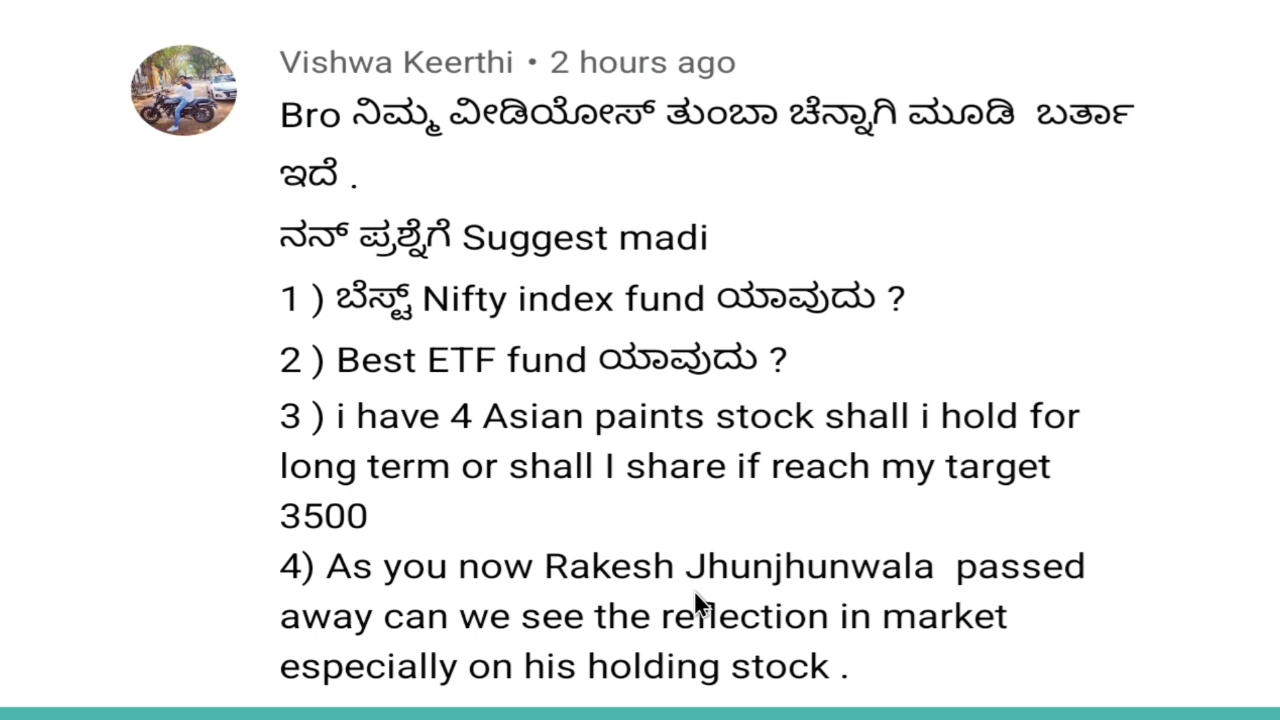 Vishwa Keerthi • 2 hours ago
Bro ನಿಮ್ಮ ವೀಡಿಯೋಸ್ ತುಂಬಾ ಚೆನ್ನಾಗಿ ಮೂಡಿ ಬರ್ತಾ
ಇದೆ .
ನನ್ ಪ್ರಶ್ನೆಗೆ Suggest madi
1 ) ಬೆಸ್ಟ್ Nifty index fund ಯಾವುದು ?
2 ) Best ETF fund ಯಾವುದು ?
3 ) i have 4 Asian paints stock shall i hold for
long term or shall I share if reach my target
3500
4) As you now Rakesh Jhunjhunwala passed
away can we see the reflection in market
especially on his holding stock .